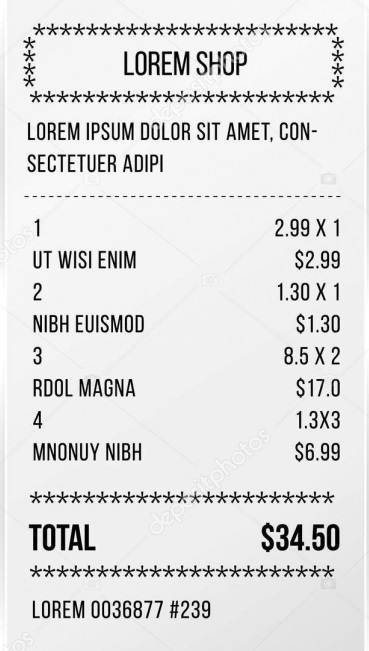 ***********************
LOREM SHOP
***********************
LOREM IPSUM DOLOR SIT AMET, CON-
SECTETUER ADIPI
1 2.99 X 1
UT WISI ENIM $2.99
2 1.30 X 1
NIBH EUISMOD $1.30
3 8.5 X 2
RDOL MAGNA $17.0
4 1.3X3
MNONUY NIBH $6.99
***********************
TOTAL $34.50
***********************
LOREM 0036877 #239
depositphotos